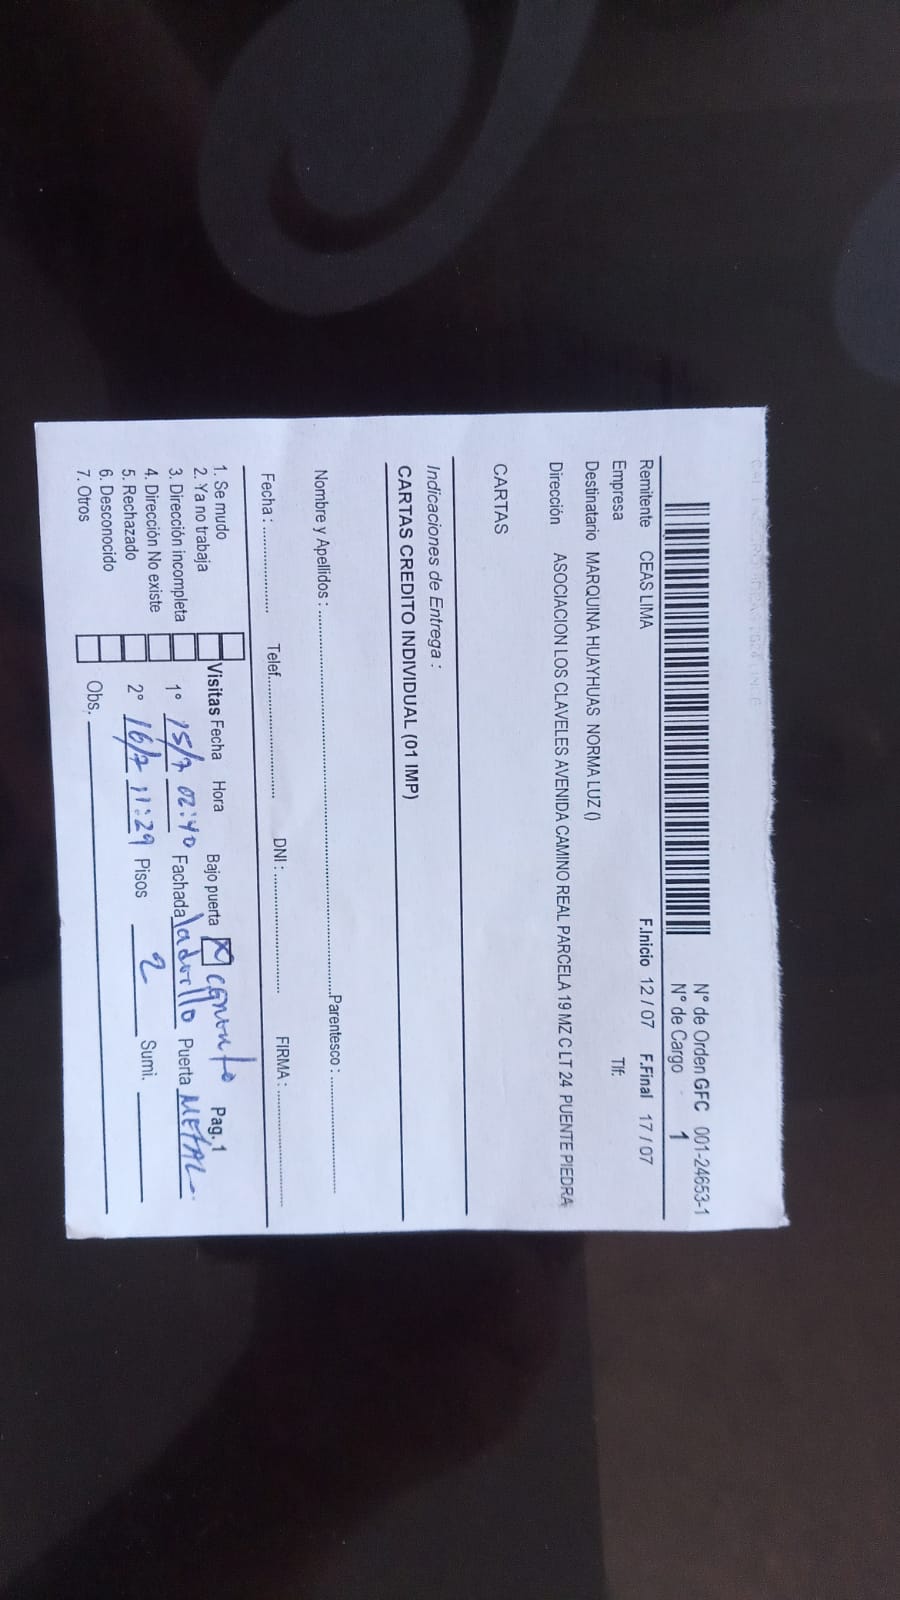 N° de Orden GFC 001-24653-1
N° de Cargo 1
Remitente CEAS LIMA F.Inicio 12 / 07 F.Final 17 / 07
Empresa Tlf:
Destinatario MARQUINA HUAYHUAS NORMA LUZ ()
Dirección ASOCIACION LOS CLAVELES AVENIDA CAMINO REAL PARCELA 19 MZ C LT 24 PUENTE PIEDRA
CARTAS
Indicaciones de Entrega :
CARTAS CREDITO INDIVIDUAL (01 IMP)
Nombre y Apellidos : Parentesco :
Fecha : Telef. DNI : FIRMA :
1. Se mudo
2. Ya no trabaja
3. Dirección incompleta
4. Dirección No existe
5. Rechazado
6. Desconocido
7. Otros
Visitas Fecha Hora Bajo puerta X Pag.1
1° 15/7 02:40 Fachada ladrillo Puerta METAL
2° 16/7 11:29 Pisos 2 Sumi.
Obs.